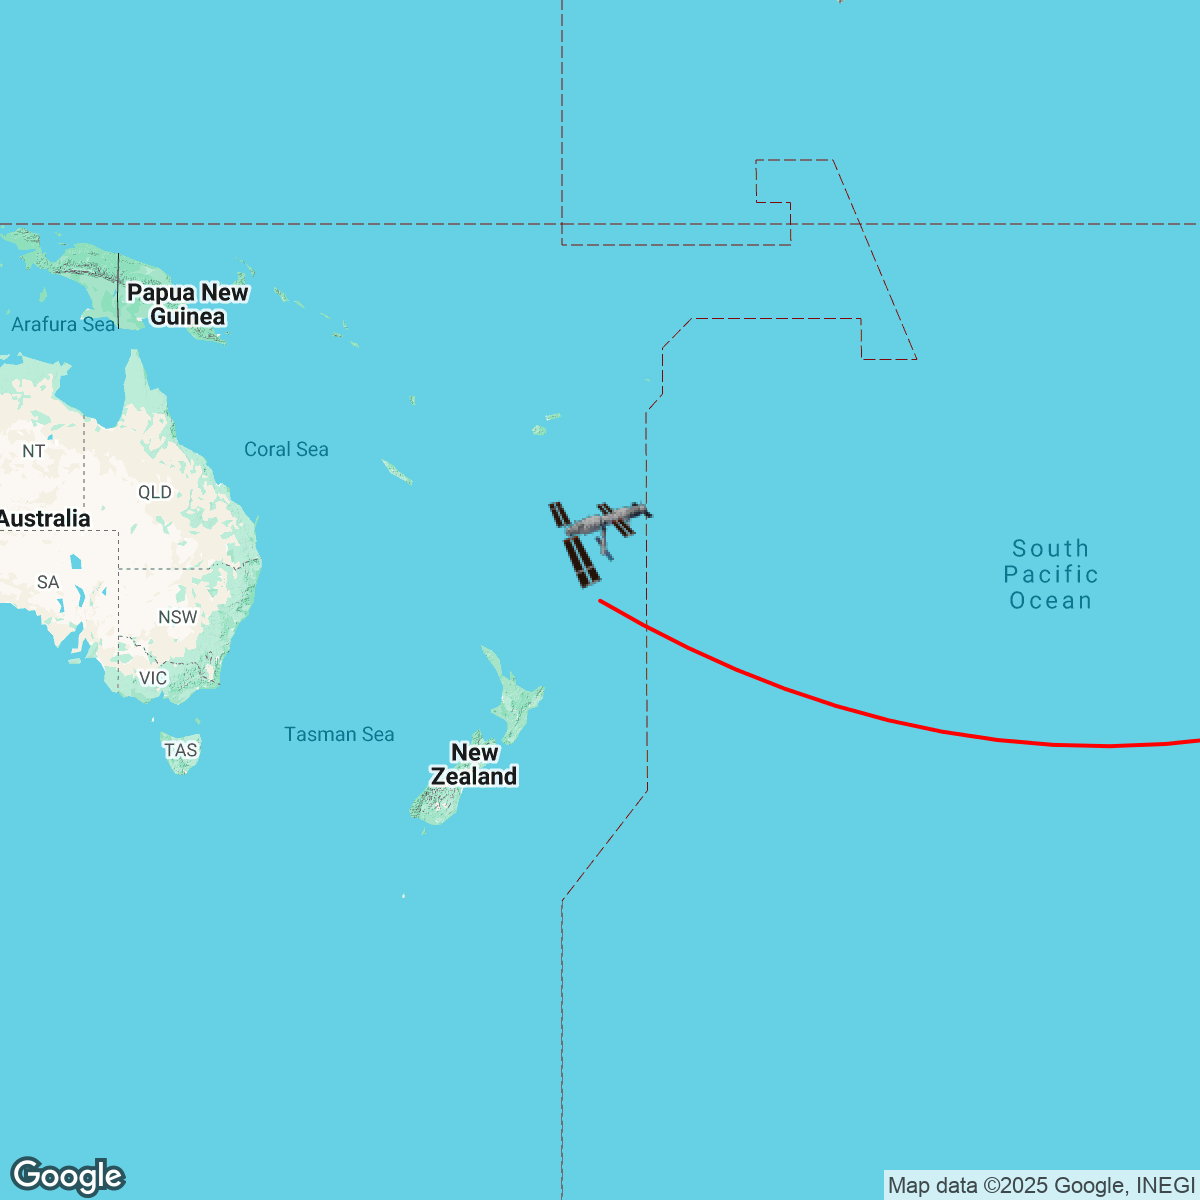 Papua New
Guinea
Arafura Sea
Coral Sea
NT
QLD
Australia
South
Pacific
Ocean
SA
NSW
VIC
Tasman Sea
TAS
New
Zealand
Google
Map data ©2025 Google, INEGI